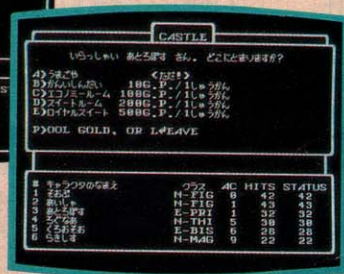 CASTLE
いらっしゃい あとろぽす さん. どこにとまりますか?
A)うまごや <ただ!>
B)かんいしんだい 10G.P./1しゅうかん
C)エコノミールーム 100G.P./1しゅうかん
D)スイートルーム 200G.P./1しゅうかん
E)ロイヤルスイート 500G.P./1しゅうかん
P)OOL GOLD, OR L)EAVE
# キャラクタのなまえ クラス AC HITS STATUS
1 N-FIG 0 42 42
2 あいしゃ N-FIG 1 43 43
3 あとろぽす E-PRI 1 32 32
4 N-THI 5 30 30
5 くろおそお E-BIS 6 28 28
6 らきしす N-MAG 9 22 22